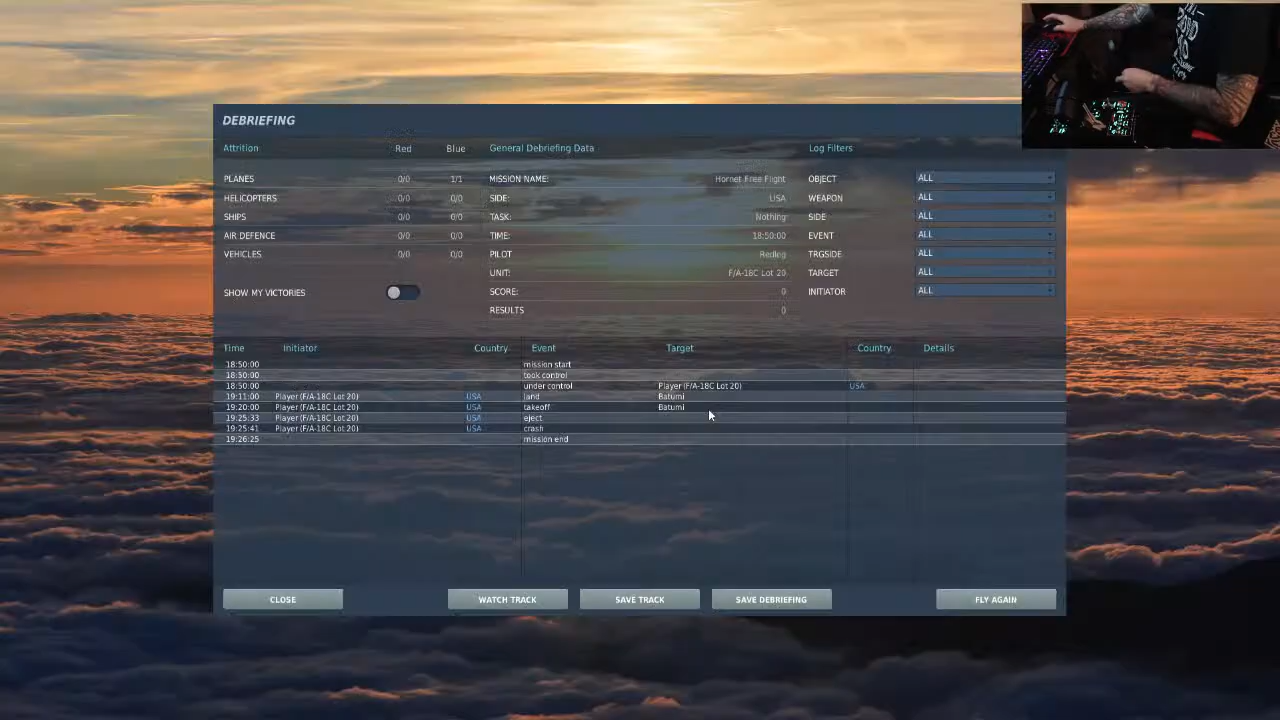 DEBRIEFING
Attrition Red Blue General Debriefing Data Log Filters
PLANES 0/0 1/1 MISSION NAME: Hornet Free Flight OBJECT ALL
HELICOPTERS 0/0 0/0 SIDE: USA WEAPON ALL
SHIPS 0/0 0/0 TASK: Nothing SIDE ALL
AIR DEFENCE 0/0 0/0 TIME: 18:50:00 EVENT ALL
VEHICLES 0/0 0/0 PILOT Redleg TRGSIDE ALL
UNIT: F/A-18C Lot 20 TARGET ALL
SHOW MY VICTORIES SCORE: 0 INITIATOR ALL
RESULTS 0
Time Initiator Country Event Target Country Details
18:50:00 mission start
18:50:00 took control
18:50:00 under control Player (F/A-18C Lot 20) USA
19:11:00 Player (F/A-18C Lot 20) USA land Batumi
19:20:00 Player (F/A-18C Lot 20) USA takeoff Batumi
19:25:33 Player (F/A-18C Lot 20) USA eject
19:25:41 Player (F/A-18C Lot 20) USA crash
19:26:25 mission end
CLOSE WATCH TRACK SAVE TRACK SAVE DEBRIEFING FLY AGAIN